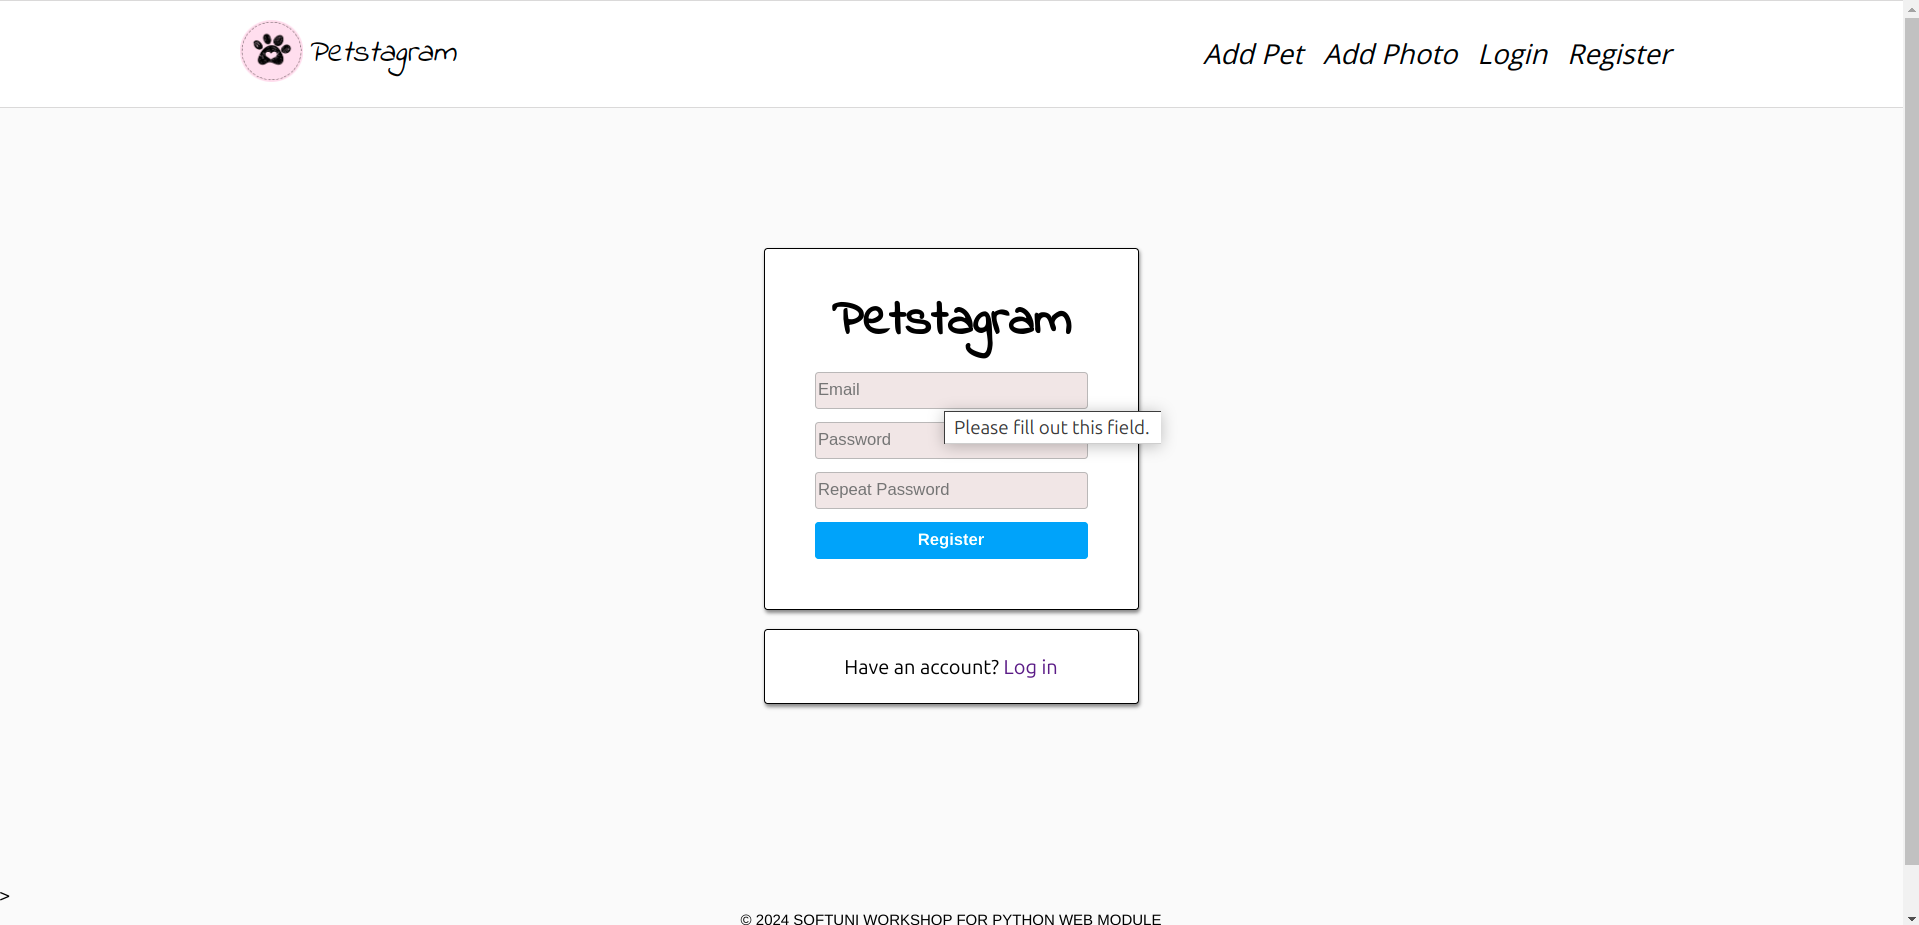 Petstagram
Add Pet Add Photo Login Register
Petstagram
Email
Please fill out this field.
Password
Repeat Password
Register
Have an account? Log in
>
© 2024 SOFTUNI WORKSHOP FOR PYTHON WEB MODULE